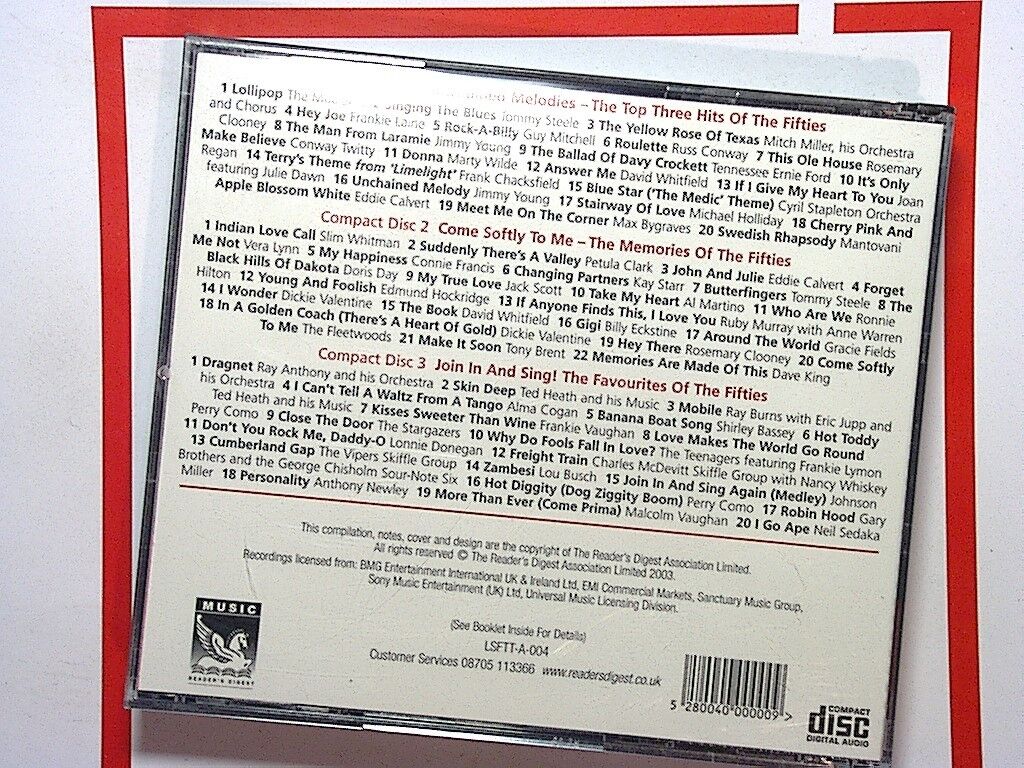 Melodies – The Top Three Hits Of The Fifties
1 Lollipop The Singing The Blues Tommy Steele 3 The Yellow Rose Of Texas Mitch Miller, his Orchestra
and Chorus 4 Hey Joe Frankie Laine 5 Rock-A-Billy Guy Mitchell 6 Roulette Russ Conway 7 This Ole House Rosemary
Clooney 8 The Man From Laramie Jimmy Young 9 The Ballad Of Davy Crockett Tennessee Ernie Ford 10 It's Only
Make Believe Conway Twitty 11 Donna Marty Wilde 12 Answer Me David Whitfield 13 If I Give My Heart To You Joan
Regan 14 Terry's Theme from 'Limelight' Frank Chacksfield 15 Blue Star ('The Medic' Theme) Cyril Stapleton Orchestra
featuring Julie Dawn 16 Unchained Melody Jimmy Young 17 Stairway Of Love Michael Holliday 18 Cherry Pink And
Apple Blossom White Eddie Calvert 19 Meet Me On The Corner Max Bygraves 20 Swedish Rhapsody Mantovani
Compact Disc 2 Come Softly To Me – The Memories Of The Fifties
1 Indian Love Call Slim Whitman 2 Suddenly There's A Valley Petula Clark 3 John And Julie Eddie Calvert 4 Forget
Me Not Vera Lynn 5 My Happiness Connie Francis 6 Changing Partners Kay Starr 7 Butterfingers Tommy Steele 8 The
Black Hills Of Dakota Doris Day 9 My True Love Jack Scott 10 Take My Heart Al Martino 11 Who Are We Ronnie
Hilton 12 Young And Foolish Edmund Hockridge 13 If Anyone Finds This, I Love You Ruby Murray with Anne Warren
14 I Wonder Dickie Valentine 15 The Book David Whitfield 16 Gigi Billy Eckstine 17 Around The World Gracie Fields
18 In A Golden Coach (There's A Heart Of Gold) Dickie Valentine 19 Hey There Rosemary Clooney 20 Come Softly
To Me The Fleetwoods 21 Make It Soon Tony Brent 22 Memories Are Made Of This Dave King
Compact Disc 3 Join In And Sing! The Favourites Of The Fifties
1 Dragnet Ray Anthony and his Orchestra 2 Skin Deep Ted Heath and his Music 3 Mobile Ray Burns with Eric Jupp and
his Orchestra 4 I Can't Tell A Waltz From A Tango Alma Cogan 5 Banana Boat Song Shirley Bassey 6 Hot Toddy
Ted Heath and his Music 7 Kisses Sweeter Than Wine Frankie Vaughan 8 Love Makes The World Go Round
Perry Como 9 Close The Door The Stargazers 10 Why Do Fools Fall In Love? The Teenagers featuring Frankie Lymon
11 Don't You Rock Me, Daddy-O Lonnie Donegan 12 Freight Train Charles McDevitt Skiffle Group with Nancy Whiskey
13 Cumberland Gap The Vipers Skiffle Group 14 Zambesi Lou Busch 15 Join In And Sing Again (Medley) Johnson
Brothers and the George Chisholm Sour-Note Six 16 Hot Diggity (Dog Ziggity Boom) Perry Como 17 Robin Hood Gary
Miller 18 Personality Anthony Newley 19 More Than Ever (Come Prima) Malcolm Vaughan 20 I Go Ape Neil Sedaka
This compilation, notes, cover and design are the copyright of The Reader's Digest Association Limited.
All rights reserved © The Reader's Digest Association Limited 2003.
Recordings licensed from: BMG Entertainment International UK & Ireland Ltd, EMI Commercial Markets, Sanctuary Music Group,
Sony Music Entertainment (UK) Ltd, Universal Music Licensing Division.
(See Booklet Inside For Details)
LSFTT-A-004
Customer Services 08705 113366 www.readersdigest.co.uk
MUSIC
READER'S DIGEST
5 280040 000009 >
COMPACT
disc
DIGITAL AUDIO